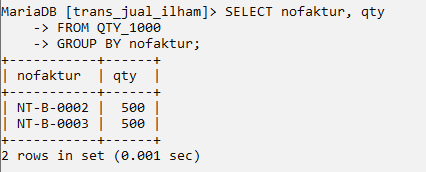 MariaDB [trans_jual_ilham]> SELECT nofaktur, qty
    -> FROM QTY_1000
    -> GROUP BY nofaktur;
+-----------+------+
| nofaktur  | qty  |
+-----------+------+
| NT-B-0002 |  500 |
| NT-B-0003 |  500 |
+-----------+------+
2 rows in set (0.001 sec)